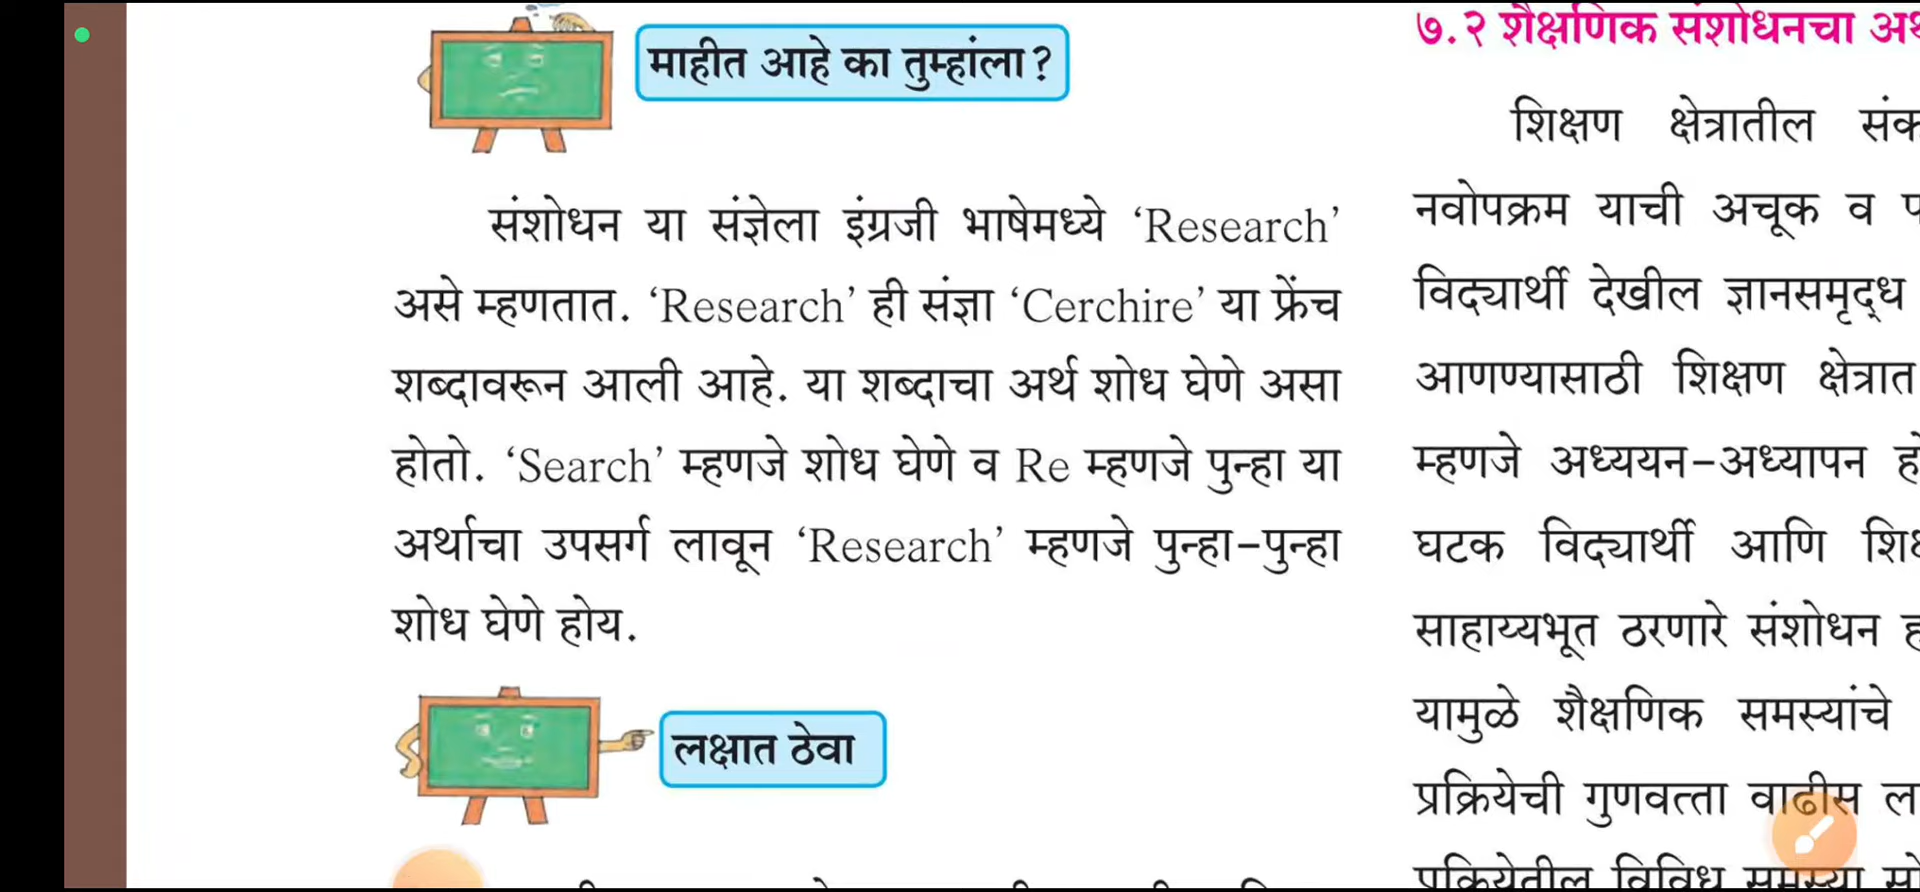 माहीत आहे का तुम्हांला?
संशोधन या संज्ञेला इंग्रजी भाषेमध्ये ‘Research’
असे म्हणतात. ‘Research’ ही संज्ञा ‘Cerchire’ या फ्रेंच
शब्दावरून आली आहे. या शब्दाचा अर्थ शोध घेणे असा
होतो. ‘Search’ म्हणजे शोध घेणे व Re म्हणजे पुन्हा या
अर्थाचा उपसर्ग लावून ‘Research’ म्हणजे पुन्हा-पुन्हा
शोध घेणे होय.
लक्षात ठेवा
७.२ शैक्षणिक संशोधनचा
शिक्षण क्षेत्रातील
नवोपक्रम याची अचूक व
विद्यार्थी देखील ज्ञानसमृद्ध
आणण्यासाठी शिक्षण क्षेत्रात
म्हणजे अध्ययन-अध्यापन
घटक विद्यार्थी आणि
साहाय्यभूत ठरणारे संशोधन
यामुळे शैक्षणिक समस्यांचे
प्रक्रियेची गुणवत्ता वाढीस
प्रक्रियेतील विविध समस्या